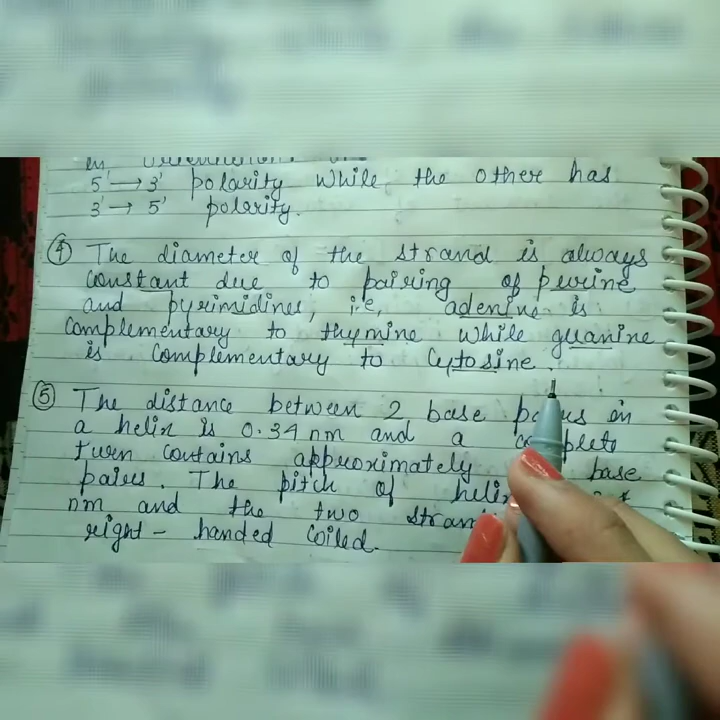 5' → 3' polarity while the other has
3' → 5' polarity.
④ The diameter of the strand is always
constant due to pairing of purine
and pyrimidines, i.e, adenine is
complementary to thymine while guanine
is complementary to Cytosine.
⑤ The distance between 2 base in
a helix is 0.34 nm and a complete
turn contains approximately base
paires. The pitch of
nm and the two
right - handed coiled.